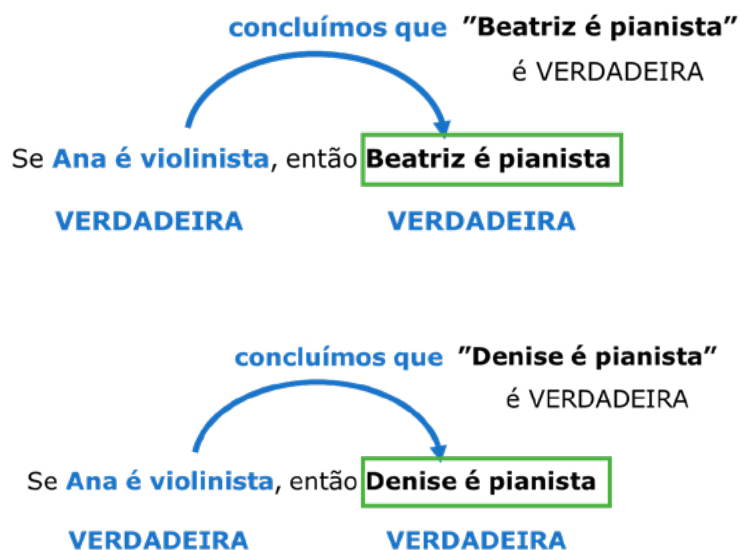 concluímos que ”Beatriz é pianista”
é VERDADEIRA
Se Ana é violinista, então Beatriz é pianista
VERDADEIRA VERDADEIRA
concluímos que ”Denise é pianista”
é VERDADEIRA
Se Ana é violinista, então Denise é pianista
VERDADEIRA VERDADEIRA